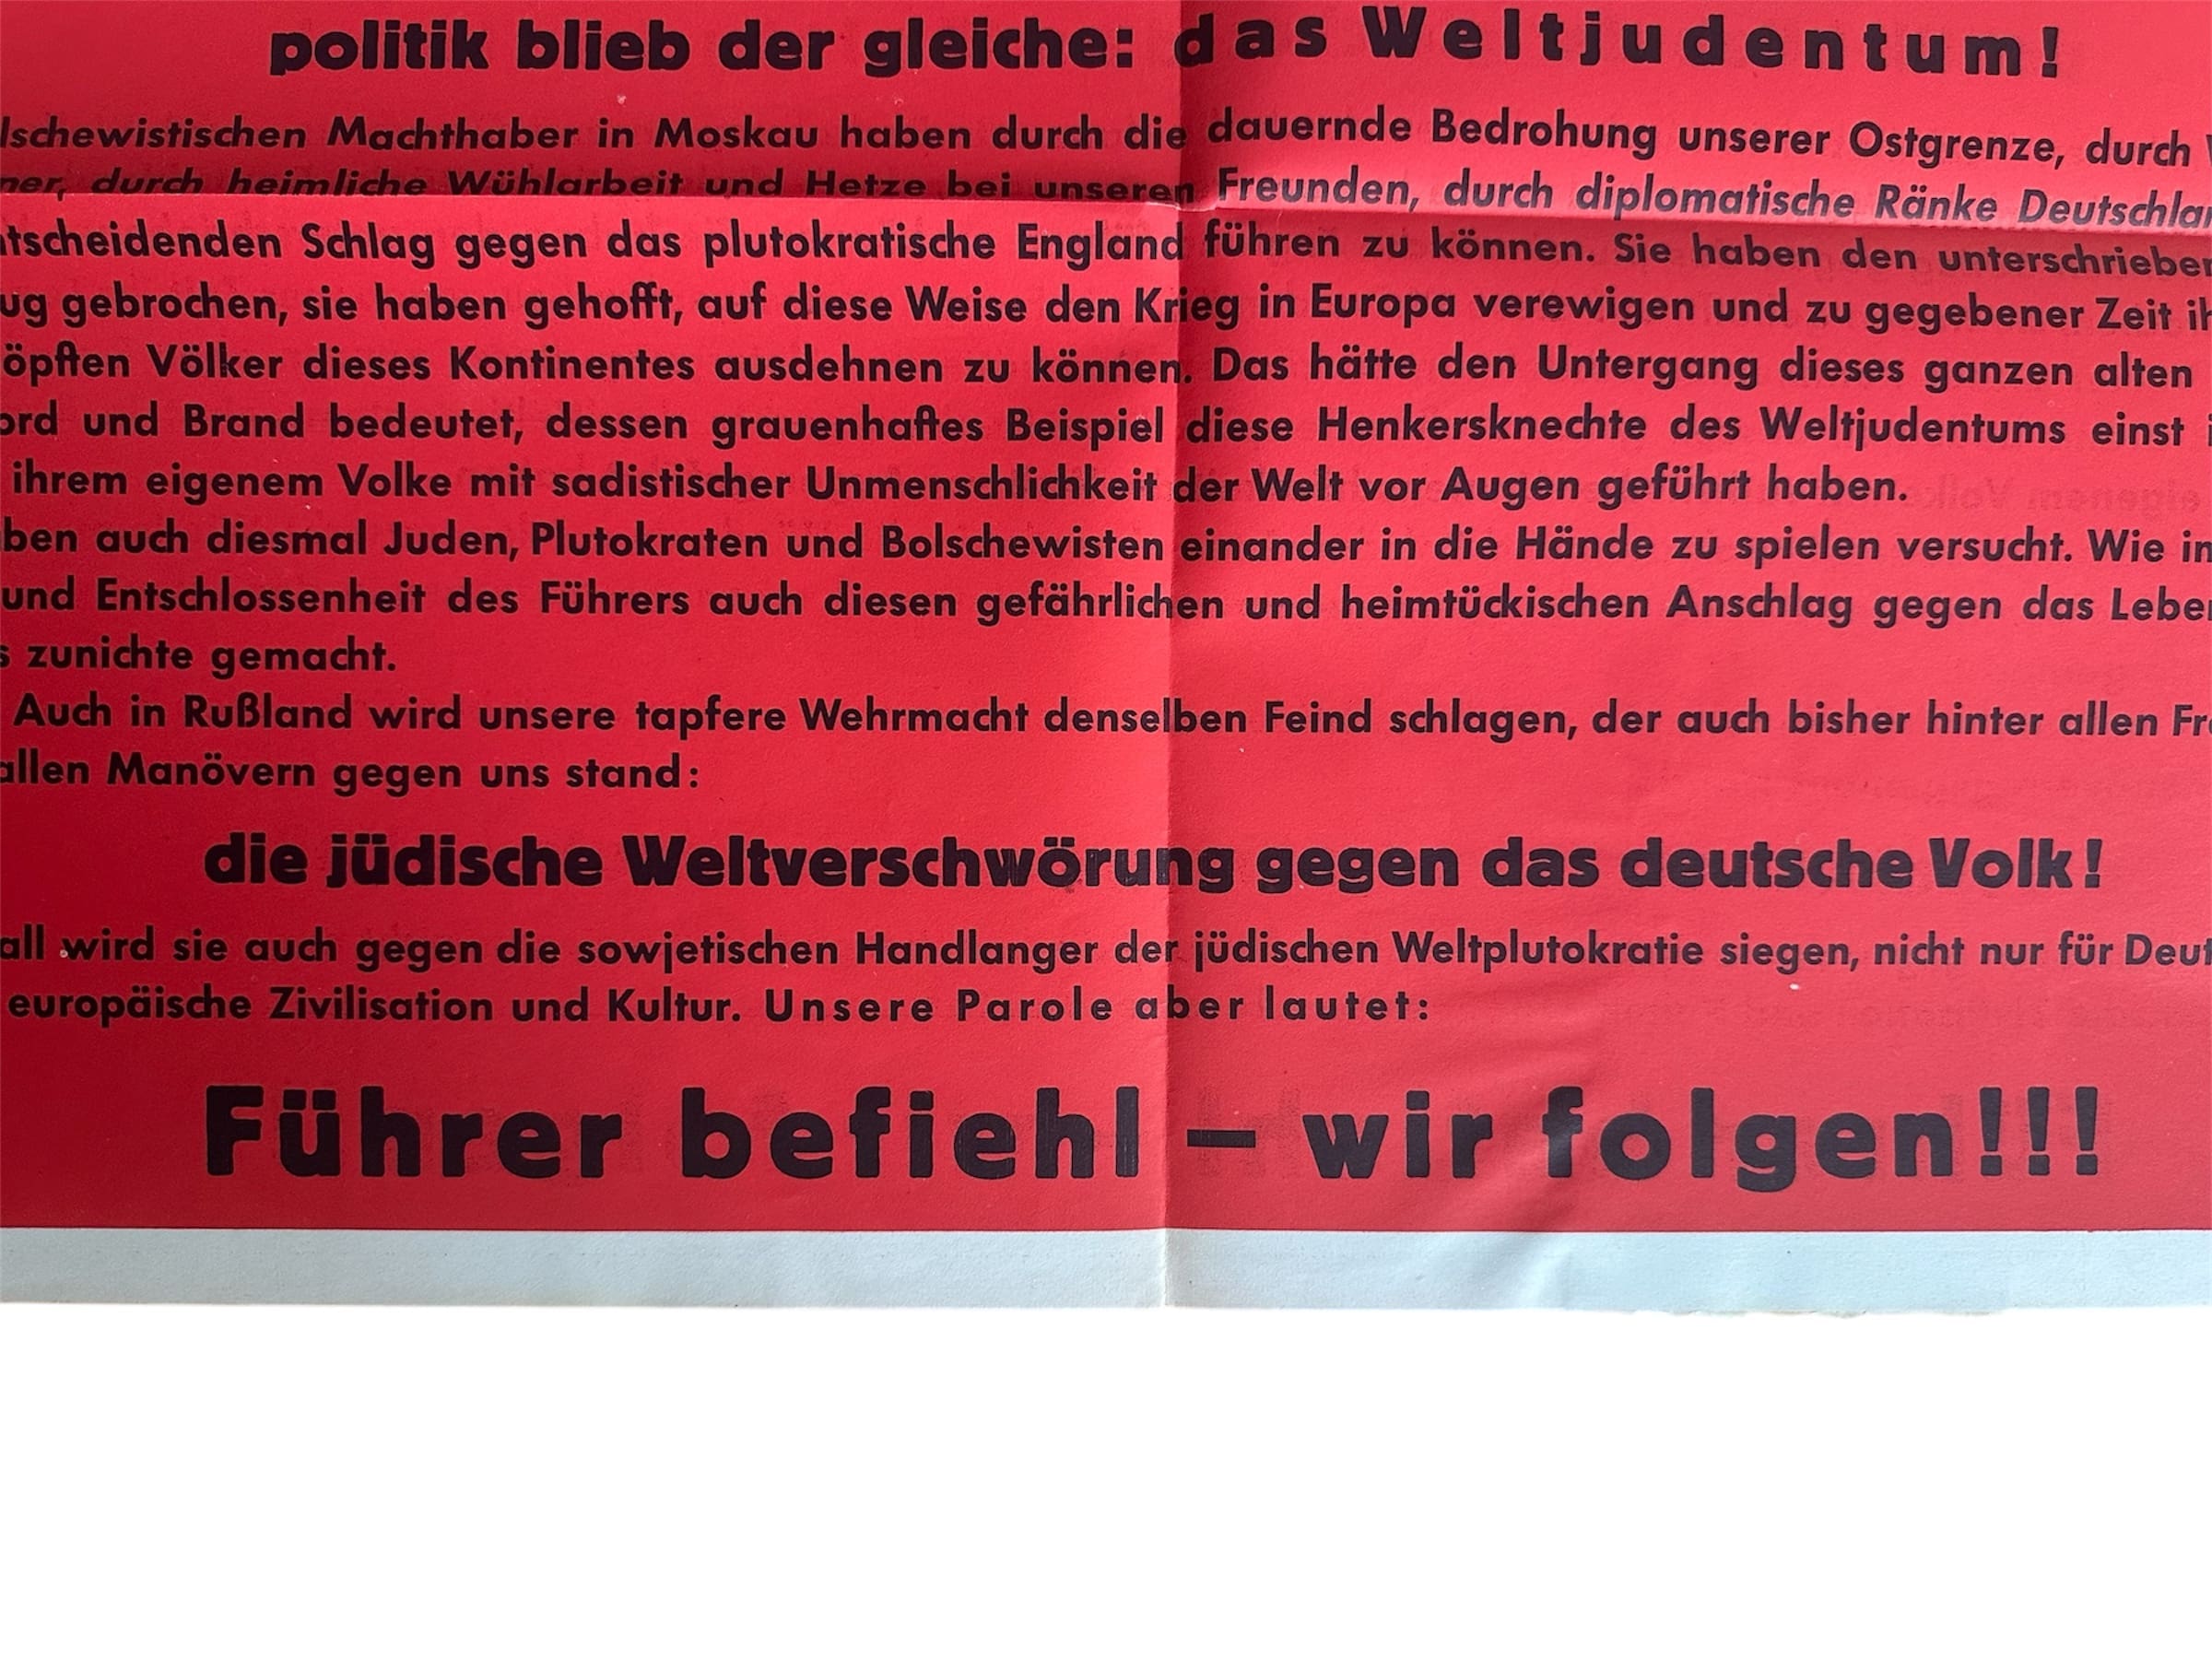 politik blieb der gleiche: das Weltjudentum!
lschewistischen Machthaber in Moskau haben durch die dauernde Bedrohung unserer Ostgrenze, durch
ner, durch heimliche Wühlarbeit und Hetze bei unseren Freunden, durch diplomatische Ränke Deutschla
tscheidenden Schlag gegen das plutokratische England führen zu können. Sie haben den unterschrieben
ug gebrochen, sie haben gehofft, auf diese Weise den Krieg in Europa verewigen und zu gegebener Zeit ih
öpften Völker dieses Kontinentes ausdehnen zu können. Das hätte den Untergang dieses ganzen alten
ord und Brand bedeutet, dessen grauenhaftes Beispiel diese Henkersknechte des Weltjudentums einst i
ihrem eigenem Volke mit sadistischer Unmenschlichkeit der Welt vor Augen geführt haben.
ben auch diesmal Juden, Plutokraten und Bolschewisten einander in die Hände zu spielen versucht. Wie im
und Entschlossenheit des Führers auch diesen gefährlichen und heimtückischen Anschlag gegen das Lebe
s zunichte gemacht.
Auch in Rußland wird unsere tapfere Wehrmacht denselben Feind schlagen, der auch bisher hinter allen Fr
allen Manövern gegen uns stand:
die jüdische Weltverschwörung gegen das deutsche Volk!
all wird sie auch gegen die sowjetischen Handlanger der jüdischen Weltplutokratie siegen, nicht nur für Deut
europäische Zivilisation und Kultur. Unsere Parole aber lautet:
Führer befiehl – wir folgen!!!